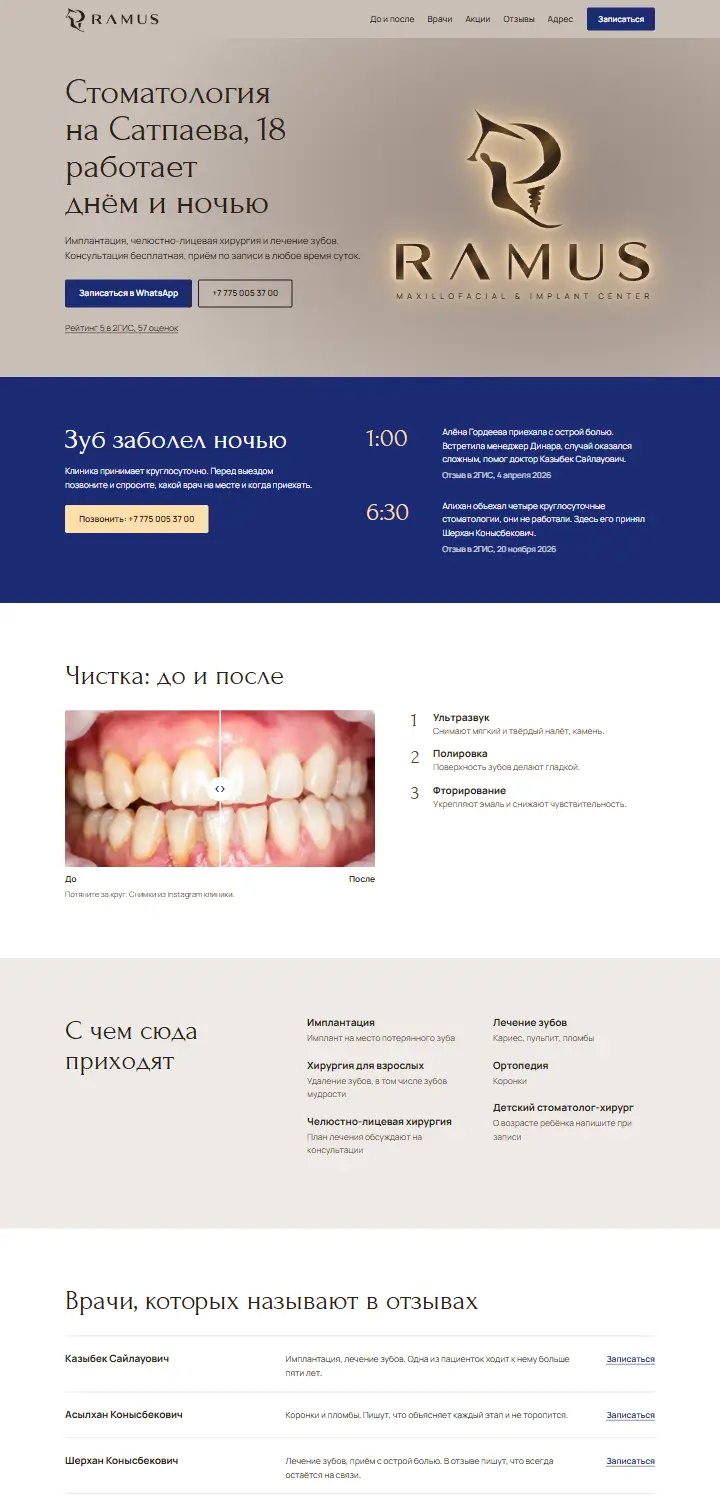 RAMUS
До и после
Врачи
Акции
Отзывы
Адрес
Записаться
Стоматология
на Сатпаева, 18
работает
днём и ночью
Имплантация, челюстно-лицевая хирургия и лечение зубов.
Консультация бесплатная, приём по записи в любое время суток.
Записаться в WhatsApp
+7 775 005 37 00
Рейтинг 5 в 2ГИС, 57 оценок
RAMUS
MAXILLOFACIAL & IMPLANT CENTER
Зуб заболел ночью
Клиника принимает круглосуточно. Перед выездом
позвоните и спросите, какой врач на месте и когда приехать.
Позвонить: +7 775 005 37 00
1:00
Алёна Гордеева приехала с острой болью.
Встретила менеджер Динара, случай оказался
сложным, помог доктор Казыбек Сайлауович.
Отзыв в 2ГИС, 4 апреля 2026
6:30
Алихан объехал четыре круглосуточные
стоматологии, они не работали. Здесь его принял
Шерхан Конысбекович.
Отзыв в 2ГИС, 20 ноября 2026
Чистка: до и после
До
После
Потяните за круг. Снимки из Instagram клиники.
1
Ультразвук
Снимают мягкий и твёрдый налёт, камень.
2
Полировка
Поверхность зубов делают гладкой.
3
Фторирование
Укрепляют эмаль и снижают чувствительность.
С чем сюда
приходят
Имплантация
Имплант на место потерянного зуба
Хирургия для взрослых
Удаление зубов, в том числе зубов
мудрости
Челюстно-лицевая хирургия
План лечения обсуждают на
консультации
Лечение зубов
Кариес, пульпит, пломбы
Ортопедия
Коронки
Детский стоматолог-хирург
О возрасте ребёнка напишите при
записи
Врачи, которых называют в отзывах
Казыбек Сайлауович
Имплантация, лечение зубов. Одна из пациенток ходит к нему больше
пяти лет.
Записаться
Асылхан Конысбекович
Коронки и пломбы. Пишут, что объясняет каждый этап и не торопится.
Записаться
Шерхан Конысбекович
Лечение зубов, приём с острой болью. В отзыве пишут, что всегда
остаётся на связи.
Записаться